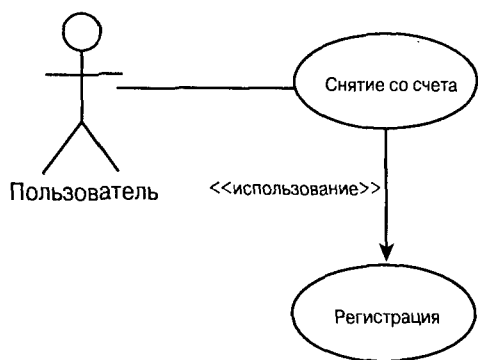 Снятие со счета
Пользователь
<<использование>>
Регистрация